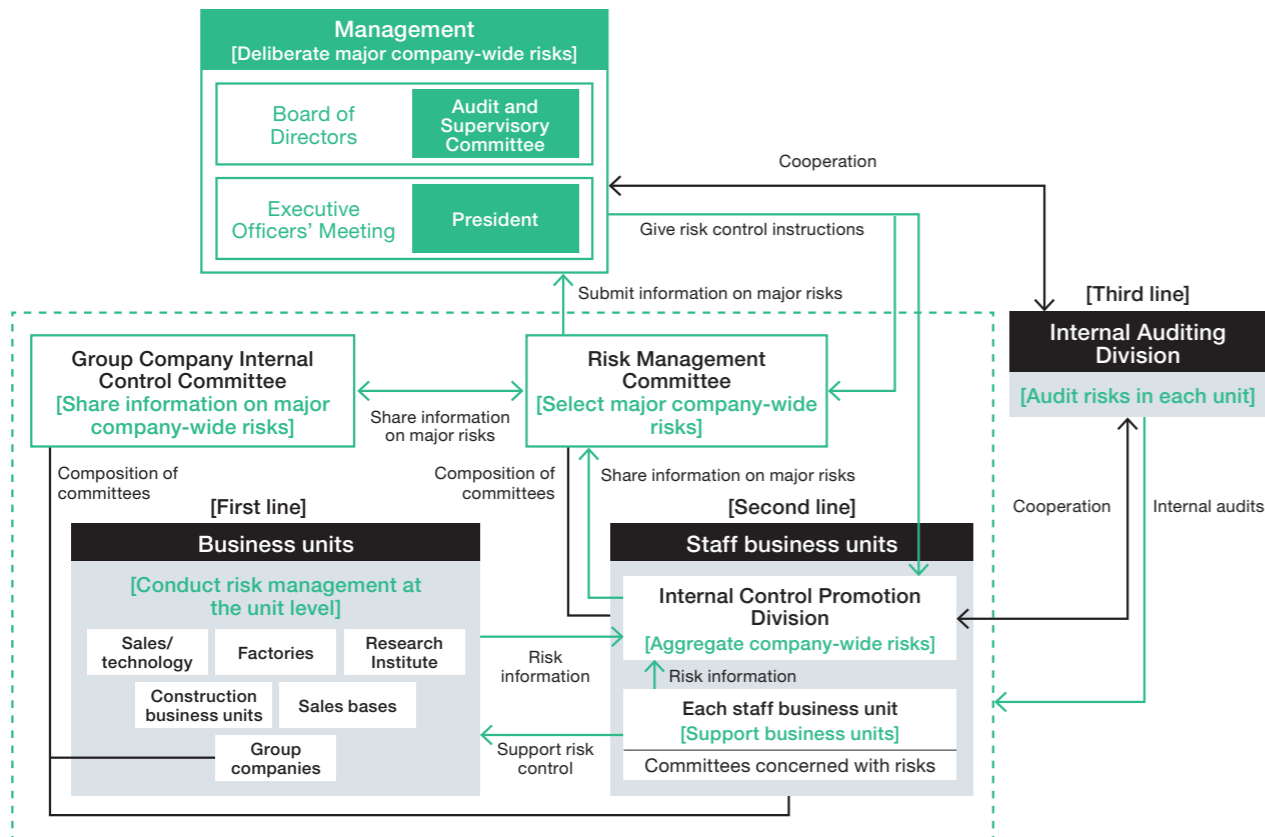 Management
[Deliberate major company-wide risks]
Board of
Directors
Audit and
Supervisory
Committee
Executive
Officers’ Meeting
President
Cooperation
Give risk control instructions
Submit information on major risks
[Third line]
Internal Auditing
Division
[Audit risks in each unit]
Group Company Internal
Control Committee
[Share information on major
company-wide risks]
Share information
on major risks
Risk Management
Committee
[Select major company-wide
risks]
Composition of
committees
Composition of
committees
Share information on major risks
Cooperation
Internal audits
[First line]
Business units
[Conduct risk management at
the unit level]
Sales/
technology
Factories
Research
Institute
Construction
business units
Sales bases
Group
companies
Risk
information
Support risk
control
[Second line]
Staff business units
Internal Control Promotion
Division
[Aggregate company-wide risks]
Risk information
Each staff business unit
[Support business units]
Committees concerned with risks